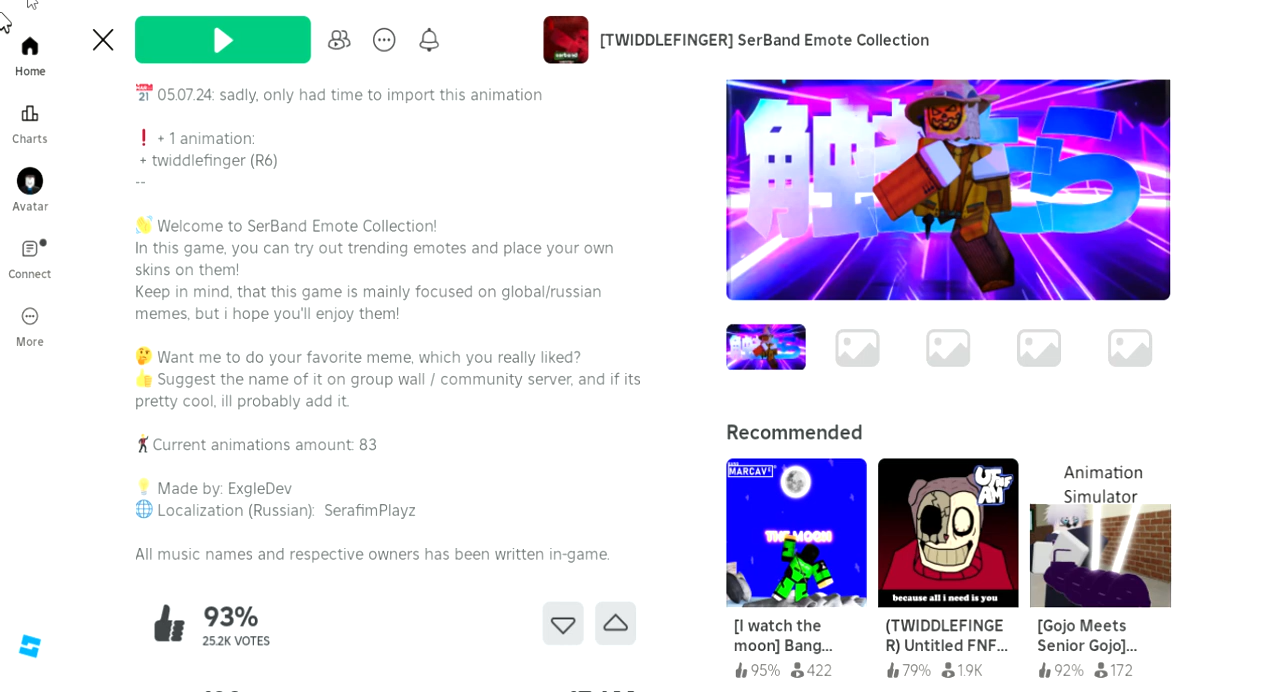 [TWIDDLEFINGER] SerBand Emote Collection
Home
Charts
Avatar
Connect
More
05.07.24: sadly, only had time to import this animation
+ 1 animation:
+ twiddlefinger (R6)
--
Welcome to SerBand Emote Collection!
In this game, you can try out trending emotes and place your own
skins on them!
Keep in mind, that this game is mainly focused on global/russian
memes, but i hope you'll enjoy them!
Want me to do your favorite meme, which you really liked?
Suggest the name of it on group wall / community server, and if its
pretty cool, ill probably add it.
Current animations amount: 83
Made by: ExgleDev
Localization (Russian): SerafimPlayz
All music names and respective owners has been written in-game.
93%
25.2K VOTES
Recommended
MARCAVE
THE MOON
[I watch the
moon] Bang...
95% 422
because all i need is you
(TWIDDLEFINGE
R) Untitled FNF...
79% 1.9K
Animation
Simulator
[Gojo Meets
Senior Gojo]...
92% 172